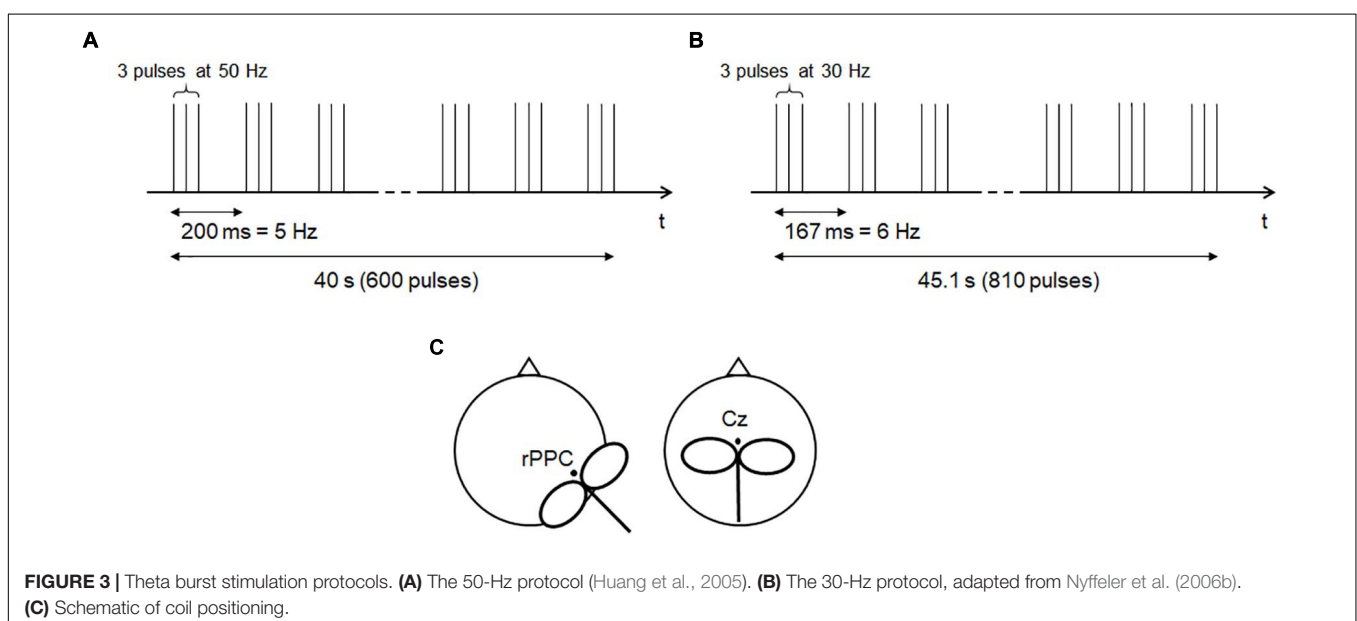 A
3 pulses at 50 Hz
t
200 ms = 5 Hz
40 s (600 pulses)
B
3 pulses at 30 Hz
t
167 ms = 6 Hz
45.1 s (810 pulses)
C
rPPC
Cz
FIGURE 3 | Theta burst stimulation protocols. (A) The 50-Hz protocol (Huang et al., 2005). (B) The 30-Hz protocol, adapted from Nyffeler et al. (2006b).
(C) Schematic of coil positioning.